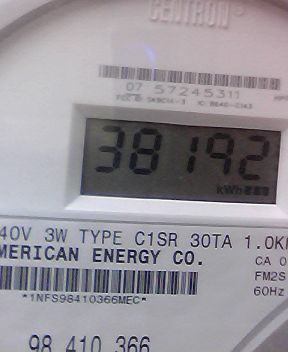 CENTRON®
07 57245311
38192
kWh
40V 3W TYPE C1SR 30TA 1.0K
MERICAN ENERGY CO.
CA 0
FM2S
60Hz
*1NFS98410366MEC*
98 410 366